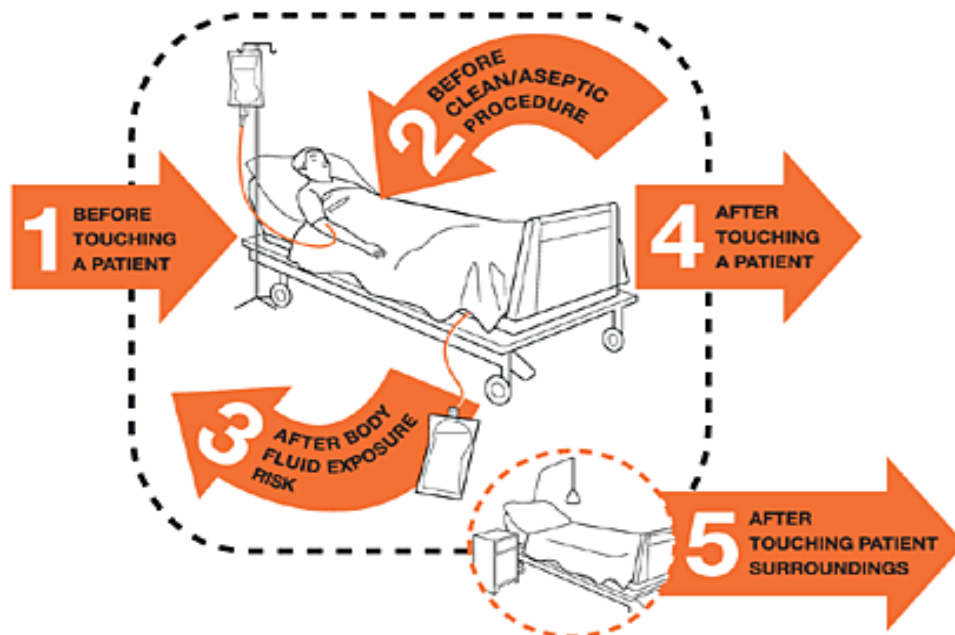 1
BEFORE
TOUCHING
A PATIENT
2
BEFORE
CLEAN/ASEPTIC
PROCEDURE
3
AFTER BODY
FLUID EXPOSURE
RISK
4
AFTER
TOUCHING
A PATIENT
5
AFTER
TOUCHING PATIENT
SURROUNDINGS